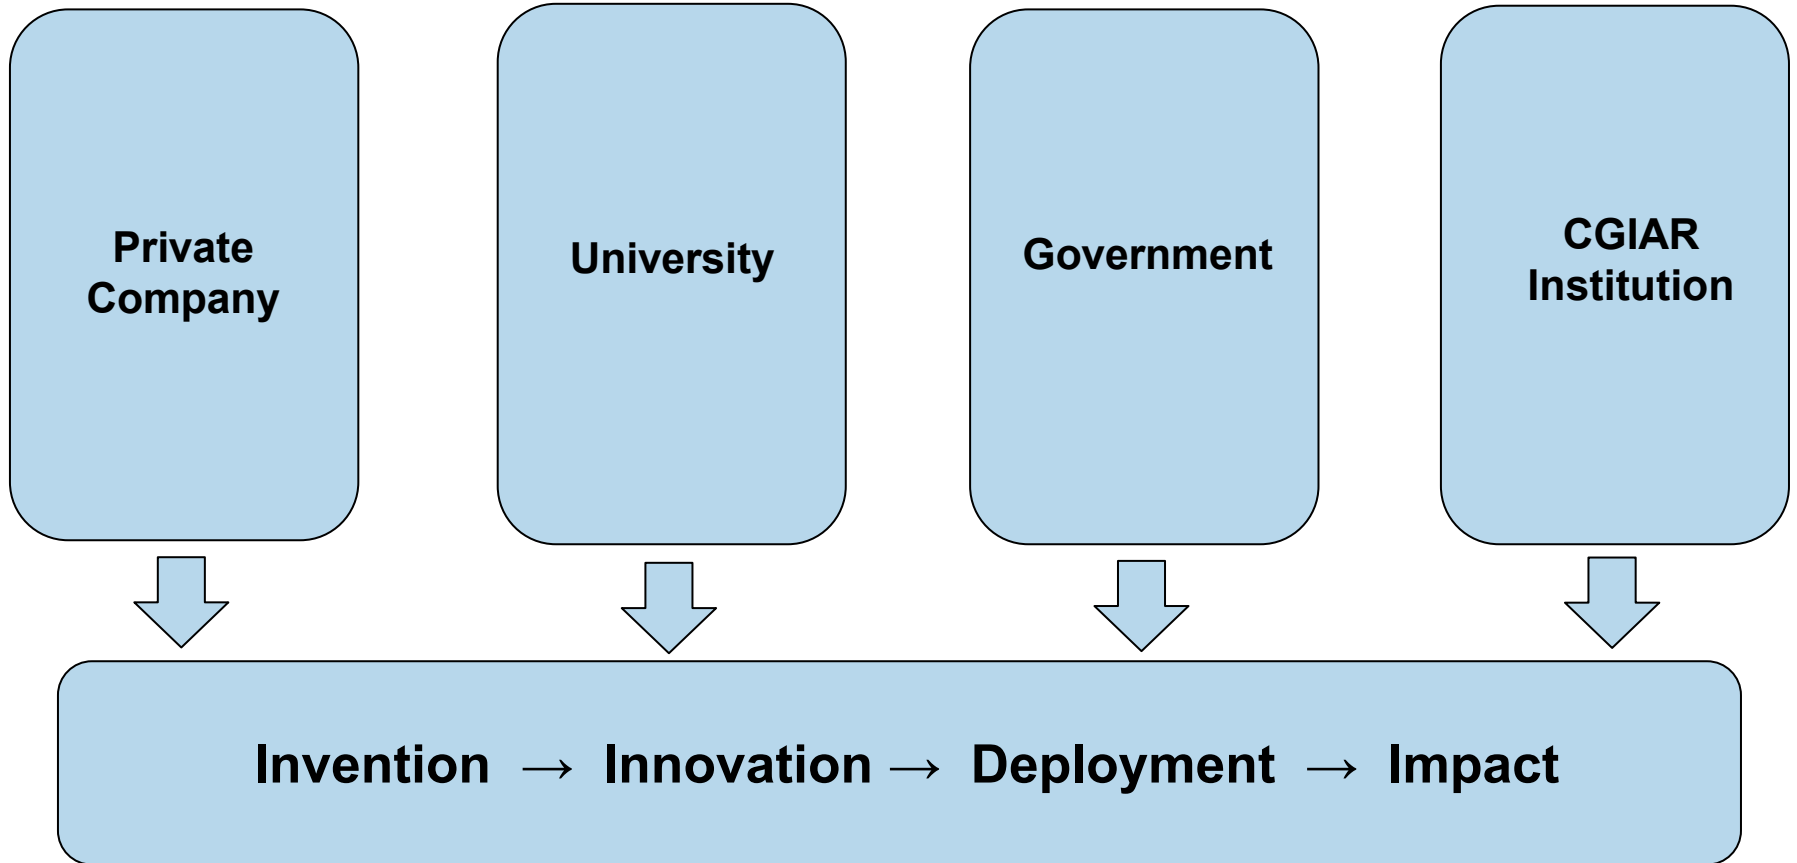 Private
Company
University
Government
CGIAR
Institution
Invention → Innovation → Deployment → Impact